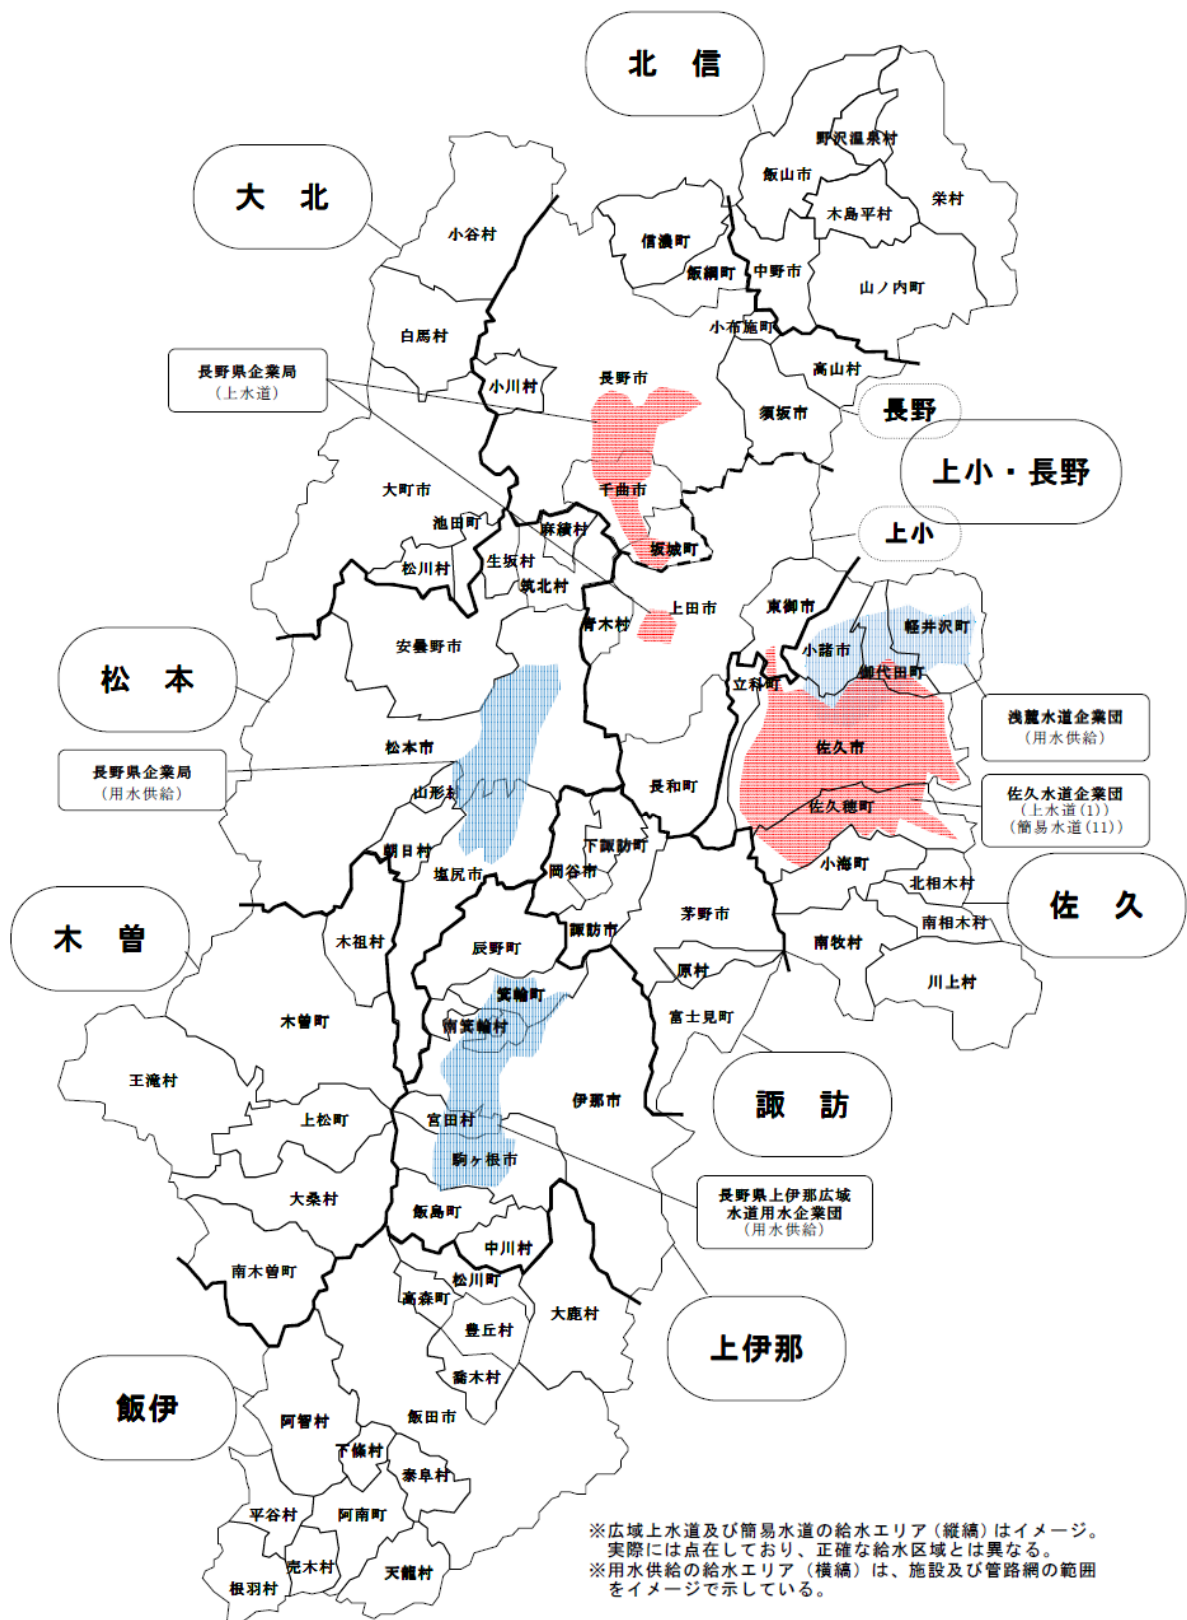 北　信
野沢温泉村
飯山市
栄村
木島平村
大　北
小谷村
信濃町
飯綱町
中野市
山ノ内町
小布施町
白馬村
高山村
長野県企業局
（上水道）
小川村
長野市
須坂市
長野
上小・長野
上小
大町市
千曲市
池田町
麻績村
坂城町
生坂村
松川村
筑北村
上田市
東御市
青木村
軽井沢町
安曇野市
小諸市
御代田町
松　本
立科町
浅麓水道企業団
（用水供給）
松本市
佐久市
長野県企業局
（用水供給）
長和町
山形村
佐久水道企業団
（上水道(1)）
（簡易水道(11)）
佐久穂町
下諏訪町
朝日村
小海町
塩尻市
岡谷市
北相木村
佐　久
木　曽
木祖村
茅野市
諏訪市
南相木村
辰野町
南牧村
原村
川上村
箕輪町
富士見町
木曽町
南箕輪村
王滝村
伊那市
諏　訪
上松町
宮田村
駒ヶ根市
大桑村
長野県上伊那広域
水道用水企業団
（用水供給）
飯島町
中川村
南木曽町
松川町
高森町
大鹿村
豊丘村
上伊那
喬木村
飯伊
阿智村
飯田市
下條村
泰阜村
平谷村
阿南町
売木村
天龍村
根羽村
※広域上水道及び簡易水道の給水エリア（縦縞）はイメージ。
実際には点在しており、正確な給水区域とは異なる。
※用水供給の給水エリア（横縞）は、施設及び管路網の範囲
をイメージで示している。